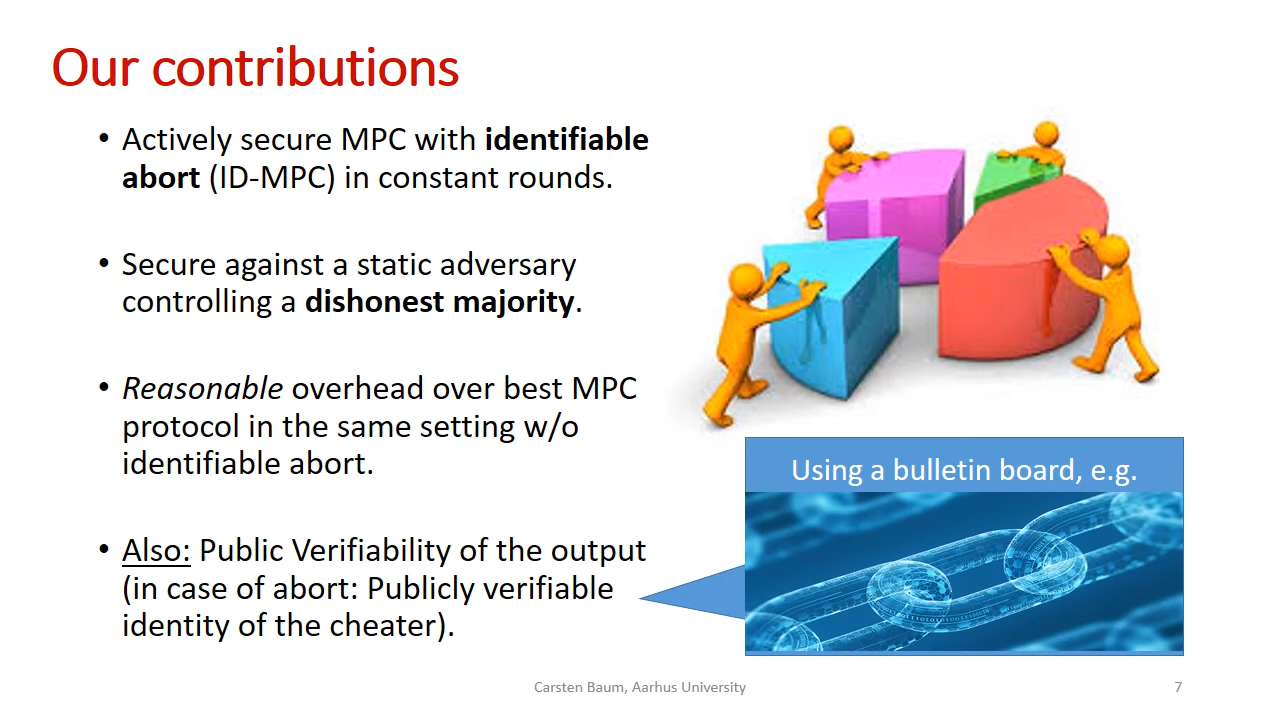 Our contributions
• Actively secure MPC with identifiable
abort (ID-MPC) in constant rounds.
• Secure against a static adversary
controlling a dishonest majority.
• Reasonable overhead over best MPC
protocol in the same setting w/o
identifiable abort.
• Also: Public Verifiability of the output
(in case of abort: Publicly verifiable
identity of the cheater).
Using a bulletin board, e.g.
Carsten Baum, Aarhus University
7